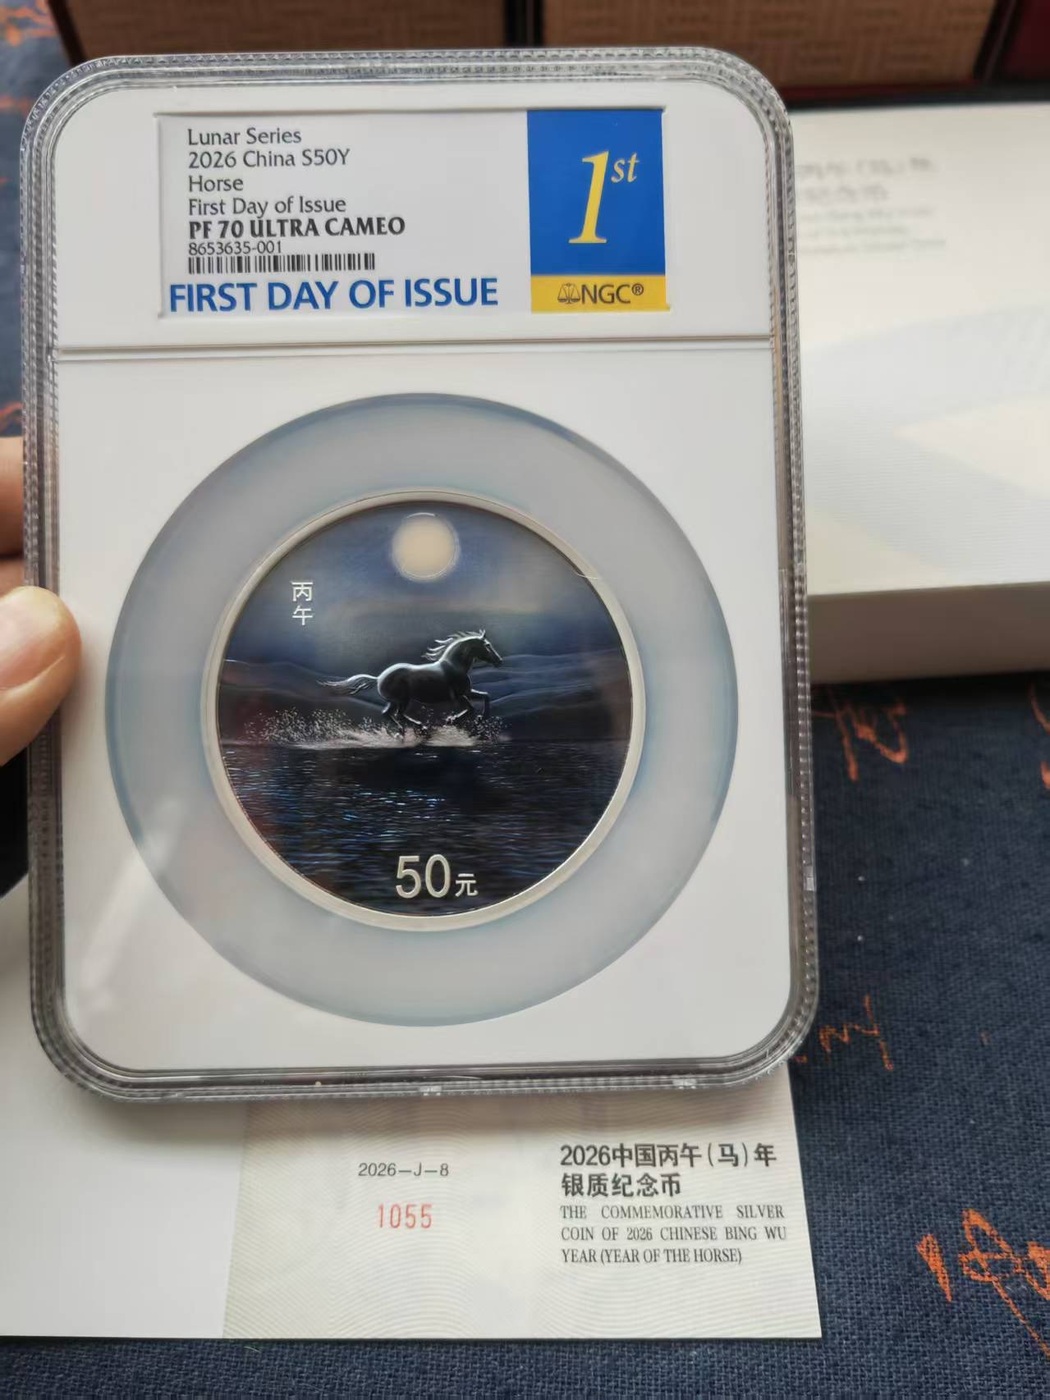 Lunar Series
2026 China S50Y
Horse
First Day of Issue
PF 70 ULTRA CAMEO
8653635-001
FIRST DAY OF ISSUE
1st
NGC®
丙午
50元
2026-J-8
1055
2026中国丙午(马)年
银质纪念币
THE COMMEMORATIVE SILVER
COIN OF 2026 CHINESE BING WU
YEAR (YEAR OF THE HORSE)